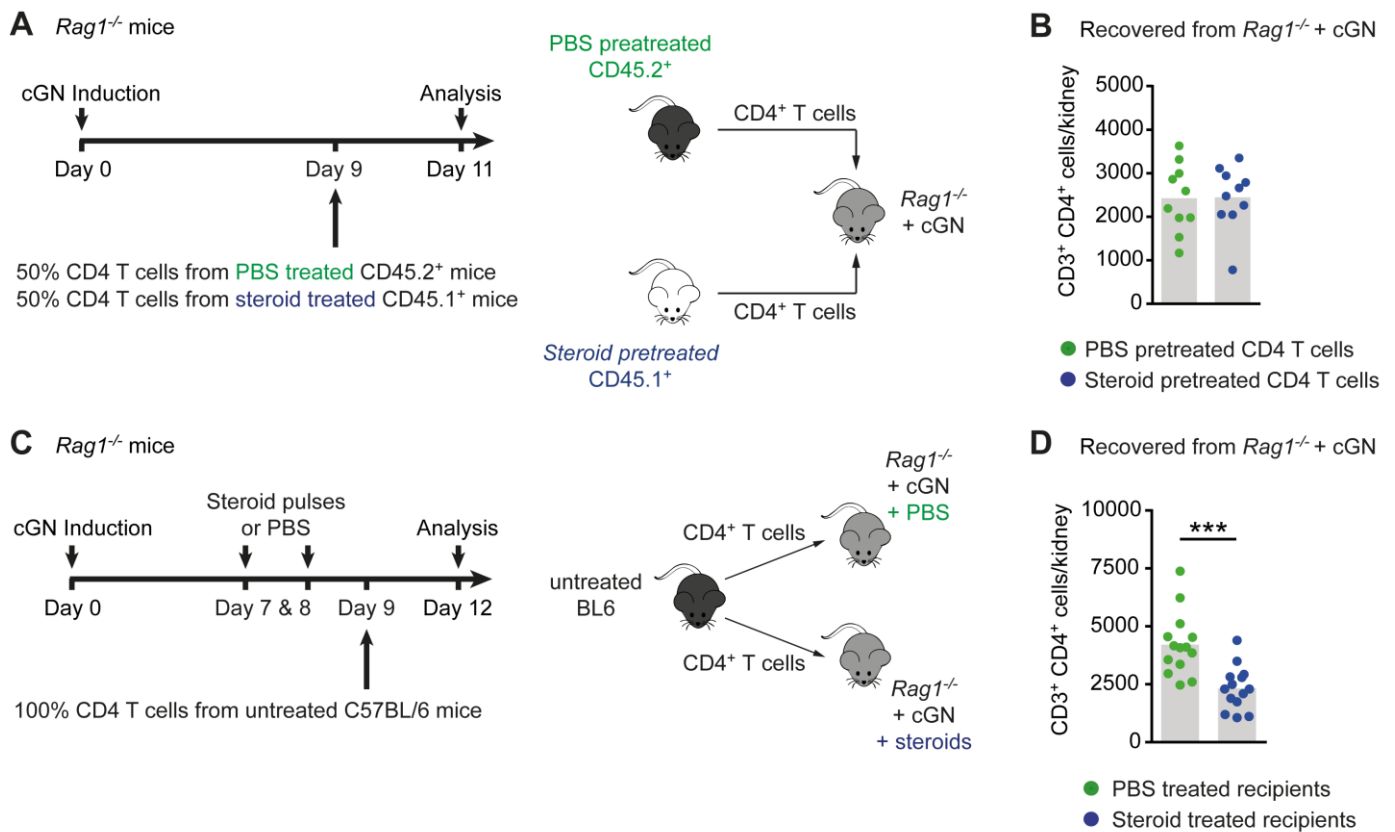 A Rag1-/- mice
cGN Induction
Analysis
Day 0
Day 9
Day 11
50% CD4 T cells from PBS treated CD45.2+ mice
50% CD4 T cells from steroid treated CD45.1+ mice
PBS preatreated
CD45.2+
CD4+ T cells
Rag1-/-
+ cGN
CD4+ T cells
Steroid pretreated
CD45.1+
B Recovered from Rag1-/- + cGN
CD3+ CD4+ cells/kidney
5000
4000
3000
2000
1000
0
PBS pretreated CD4 T cells
Steroid pretreated CD4 T cells
C Rag1-/- mice
cGN Induction
Steroid pulses
or PBS
Analysis
Day 0
Day 7 & 8
Day 9
Day 12
100% CD4 T cells from untreated C57BL/6 mice
untreated
BL6
CD4+ T cells
CD4+ T cells
Rag1-/-
+ cGN
+ PBS
Rag1-/-
+ cGN
+ steroids
D Recovered from Rag1-/- + cGN
CD3+ CD4+ cells/kidney
10000
7500
5000
2500
0
***
PBS treated recipients
Steroid treated recipients